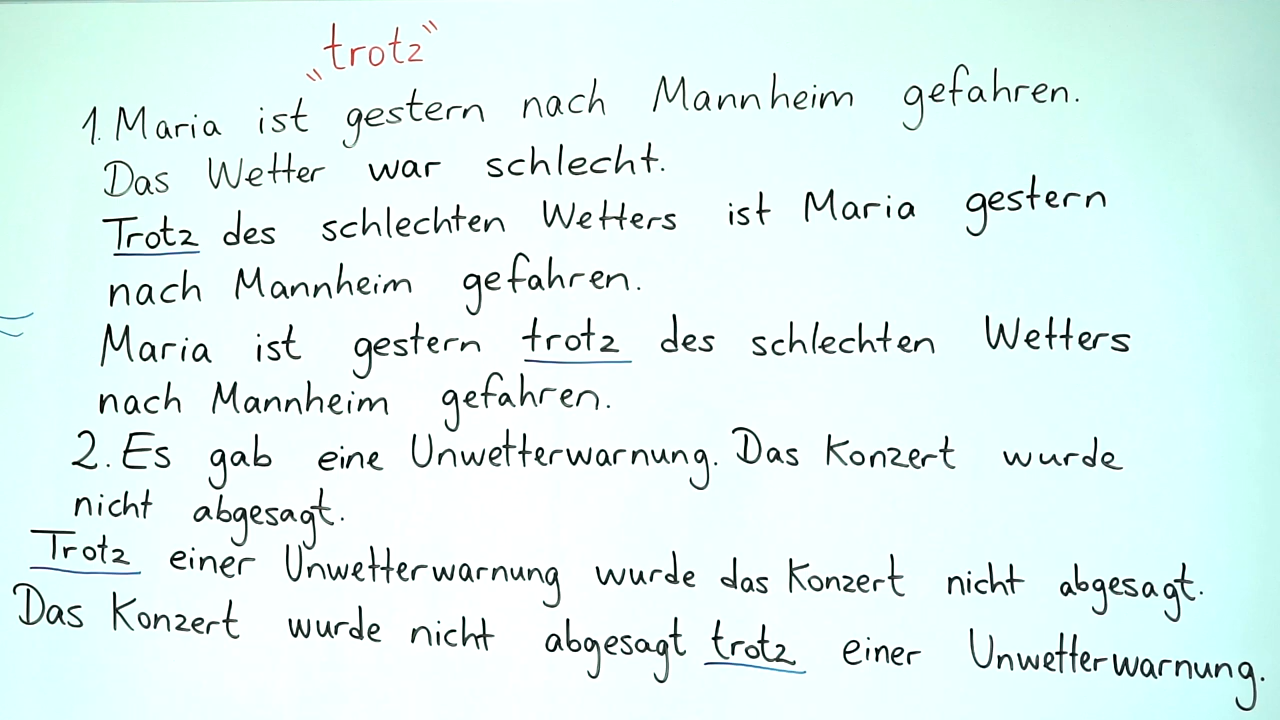 „trotz“
1. Maria ist gestern nach Mannheim gefahren.
Das Wetter war schlecht.
Trotz des schlechten Wetters ist Maria gestern
nach Mannheim gefahren.
Maria ist gestern trotz des schlechten Wetters
nach Mannheim gefahren.
2. Es gab eine Unwetterwarnung. Das Konzert wurde
nicht abgesagt.
Trotz einer Unwetterwarnung wurde das Konzert nicht abgesagt.
Das Konzert wurde nicht abgesagt trotz einer Unwetterwarnung.